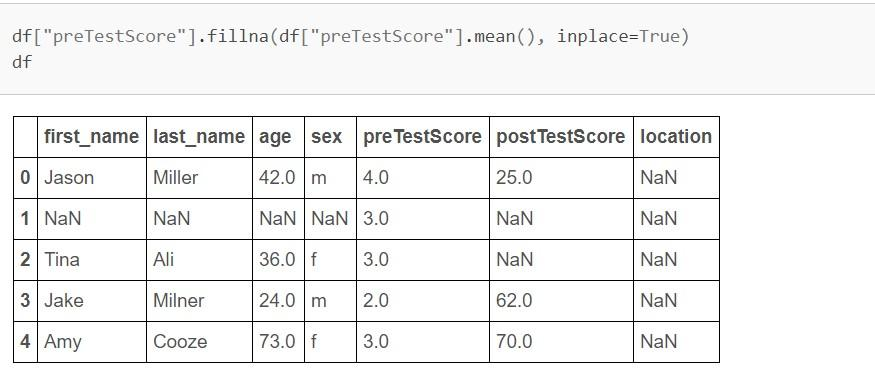 df["preTestScore"].fillna(df["preTestScore"].mean(), inplace=True)
df
first_name last_name age sex preTestScore postTestScore location
0 Jason Miller 42.0 m 4.0 25.0 NaN
1 NaN NaN NaN NaN 3.0 NaN NaN
2 Tina Ali 36.0 f 3.0 NaN NaN
3 Jake Milner 24.0 m 2.0 62.0 NaN
4 Amy Cooze 73.0 f 3.0 70.0 NaN